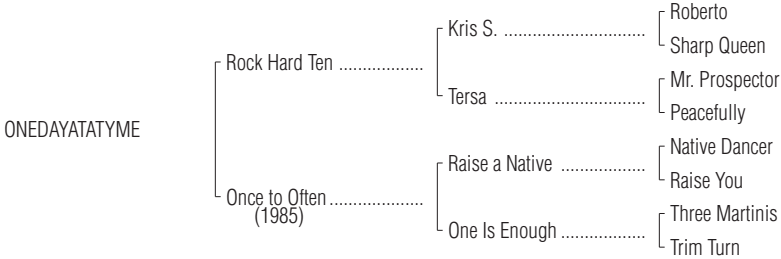 Roberto
Kris S. ..............................
Sharp Queen
Rock Hard Ten ..................
Mr. Prospector
Tersa ................................
Peacefully
ONEDAYATATYME
Native Dancer
Raise a Native ..................
Raise You
Once to Often ....................
(1985)
Three Martinis
One Is Enough ..................
Trim Turn